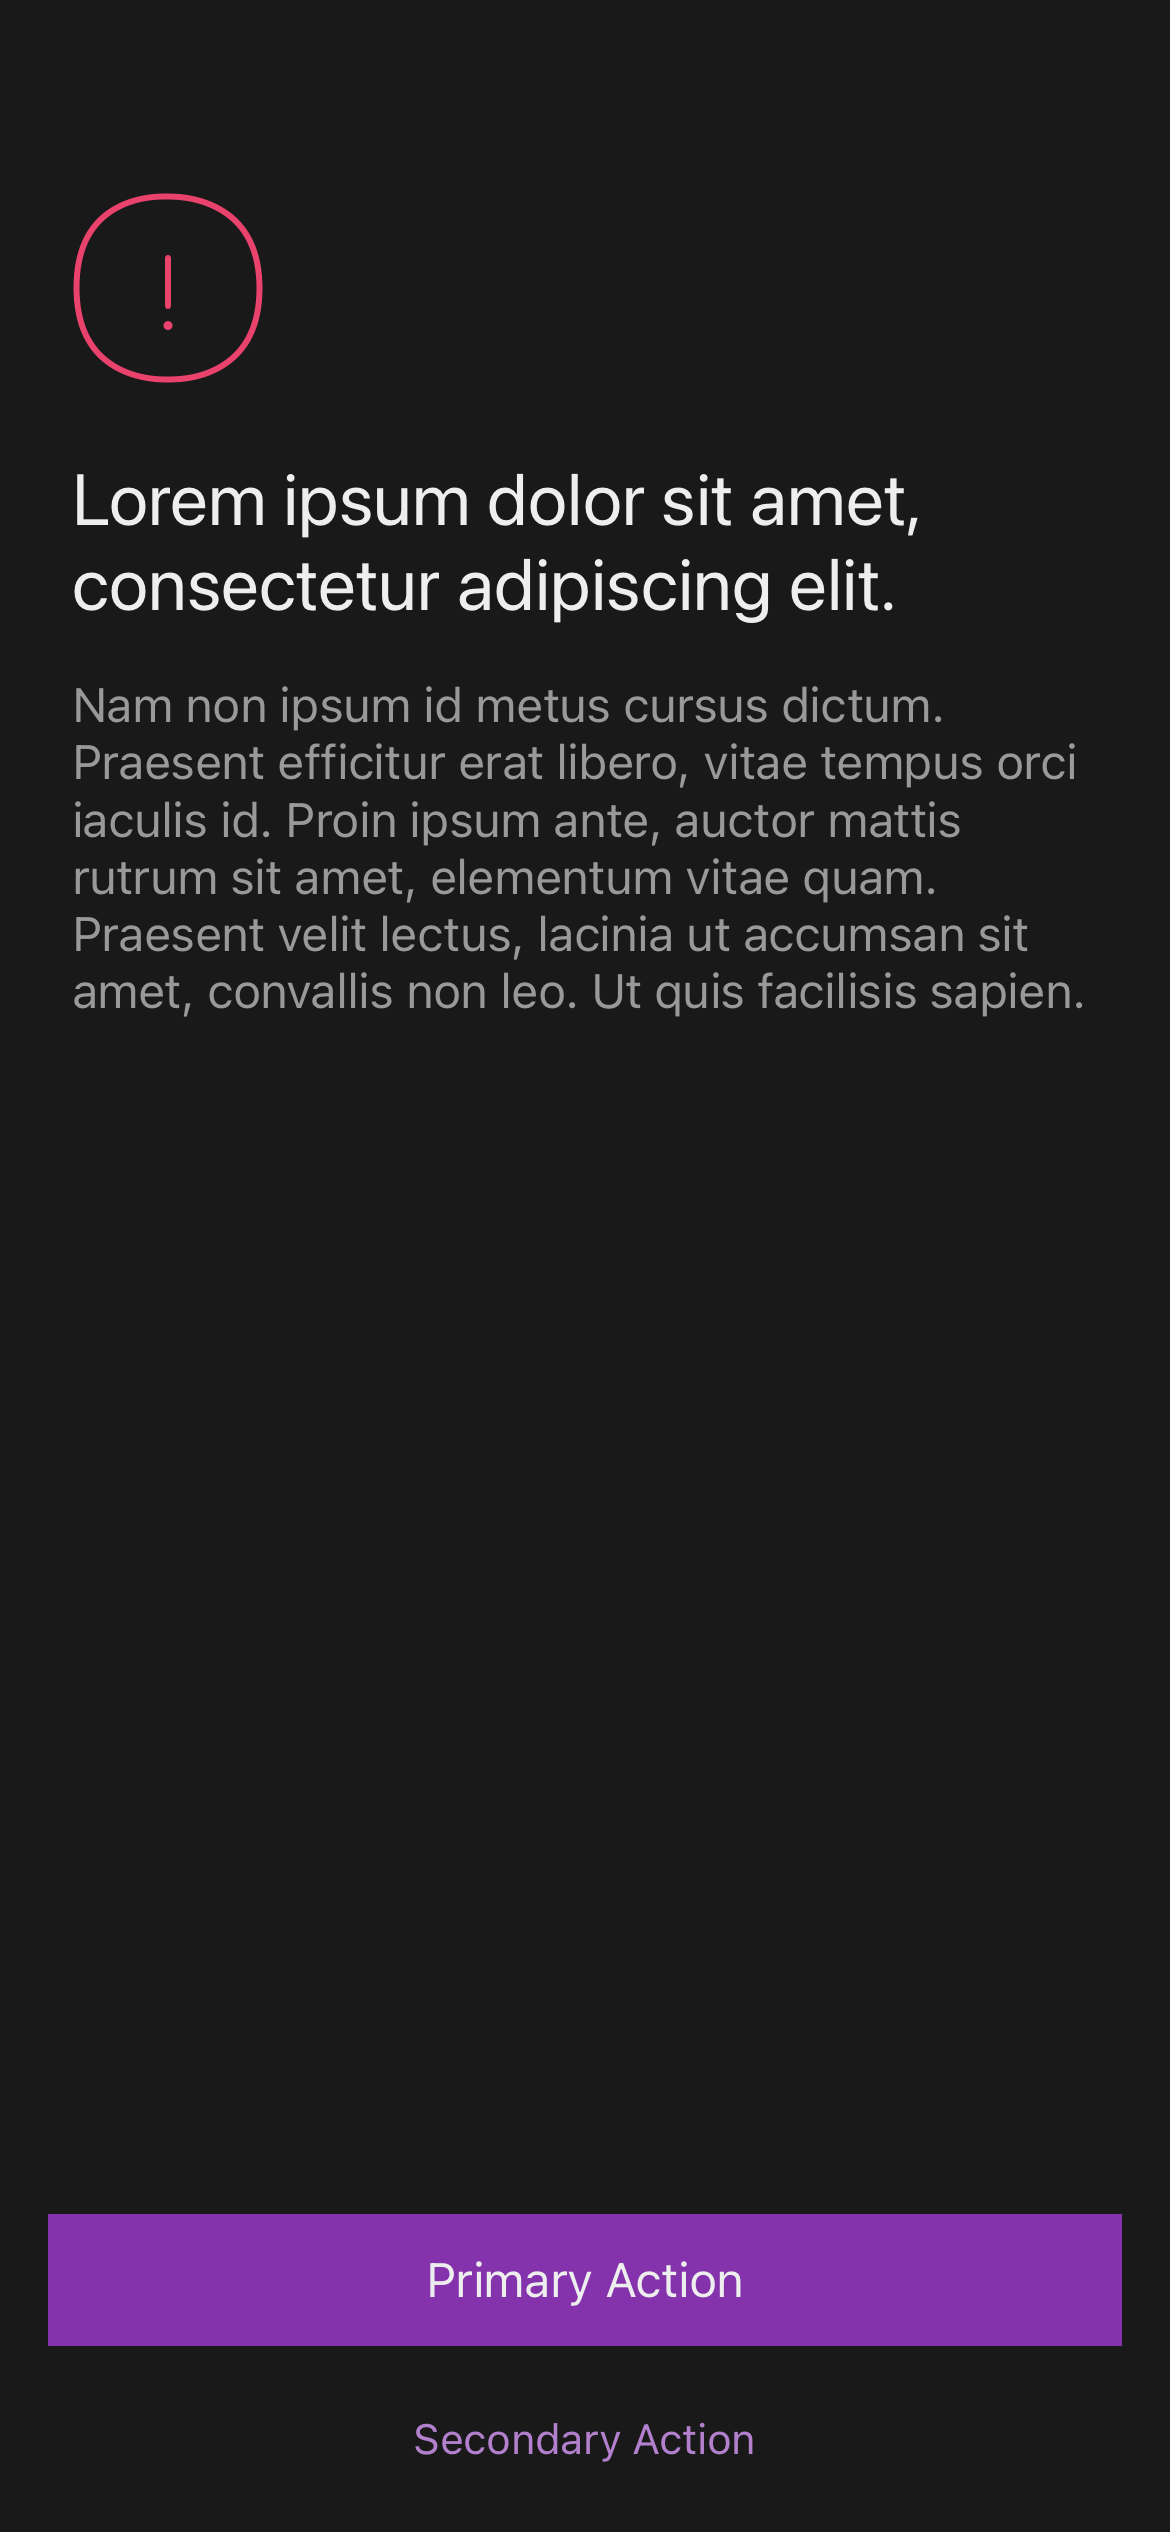 !
Lorem ipsum dolor sit amet,
consectetur adipiscing elit.
Nam non ipsum id metus cursus dictum.
Praesent efficitur erat libero, vitae tempus orci
iaculis id. Proin ipsum ante, auctor mattis
rutrum sit amet, elementum vitae quam.
Praesent velit lectus, lacinia ut accumsan sit
amet, convallis non leo. Ut quis facilisis sapien.
Primary Action
Secondary Action